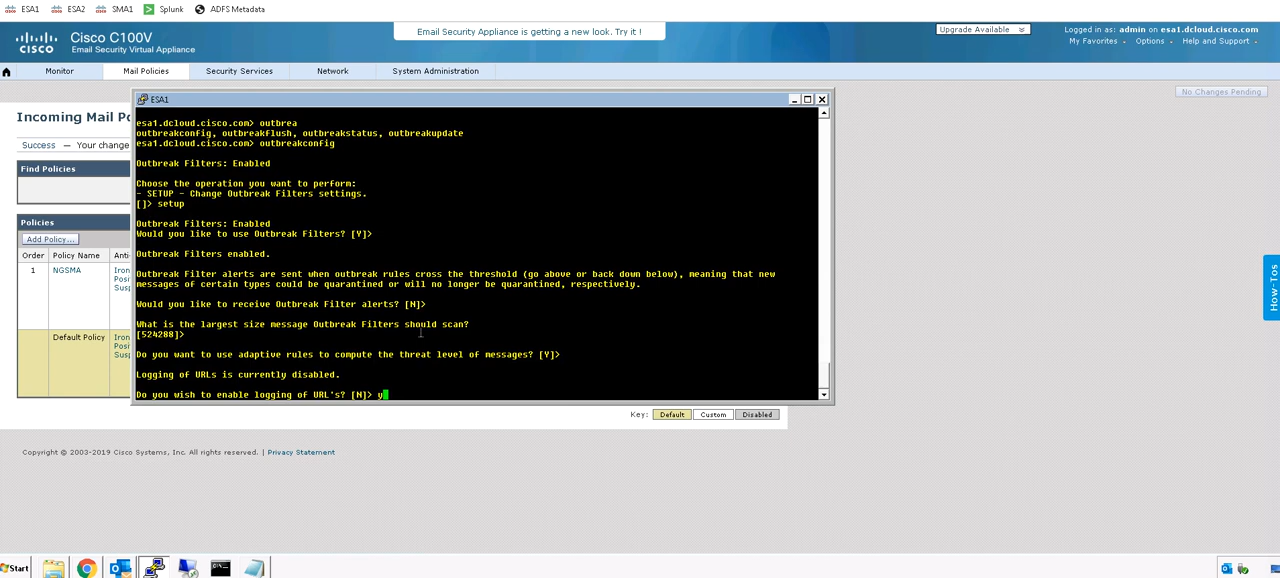 ESA1 ESA2 SMA1 Splunk ADFS Metadata
CISCO
Cisco C100V
Email Security Virtual Appliance
Email Security Appliance is getting a new look. Try it !
Upgrade Available
Logged in as: admin on esa1.dcloud.cisco.com
My Favorites Options Help and Support
Monitor Mail Policies Security Services Network System Administration
No Changes Pending
Incoming Mail Po
Success — Your change
Find Policies
Policies
Add Policy...
Order Policy Name Anti-
1 NGSMA Iron
Posi
Susp
Default Policy Iron
Posi
Susp
ESA1
esa1.dcloud.cisco.com> outbrea
outbreakconfig, outbreakflush, outbreakstatus, outbreakupdate
esa1.dcloud.cisco.com> outbreakconfig
Outbreak Filters: Enabled
Choose the operation you want to perform:
- SETUP - Change Outbreak Filters settings.
[]> setup
Outbreak Filters: Enabled
Would you like to use Outbreak Filters? [Y]>
Outbreak Filters enabled.
Outbreak Filter alerts are sent when outbreak rules cross the threshold (go above or back down below), meaning that new
messages of certain types could be quarantined or will no longer be quarantined, respectively.
Would you like to receive Outbreak Filter alerts? [N]>
What is the largest size message Outbreak Filters should scan?
[524288]>
Do you want to use adaptive rules to compute the threat level of messages? [Y]>
Logging of URLs is currently disabled.
Do you wish to enable logging of URL's? [N]> y
Key: Default Custom Disabled
How-Tos
Copyright © 2003-2019 Cisco Systems, Inc. All rights reserved. | Privacy Statement
Start